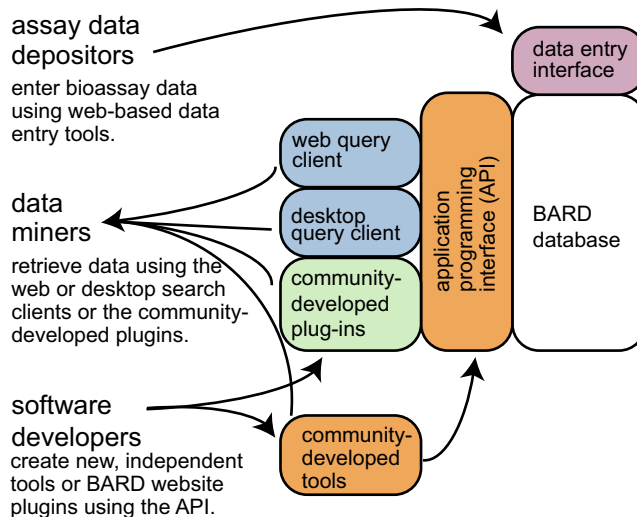 assay data
depositors
enter bioassay data
using web-based data
entry tools.
data entry
interface
web query
client
desktop
query client
community-
developed
plug-ins
application
programming
interface (API)
BARD
database
data
miners
retrieve data using the
web or desktop search
clients or the community-
developed plugins.
software
developers
create new, independent
tools or BARD website
plugins using the API.
community-
developed
tools